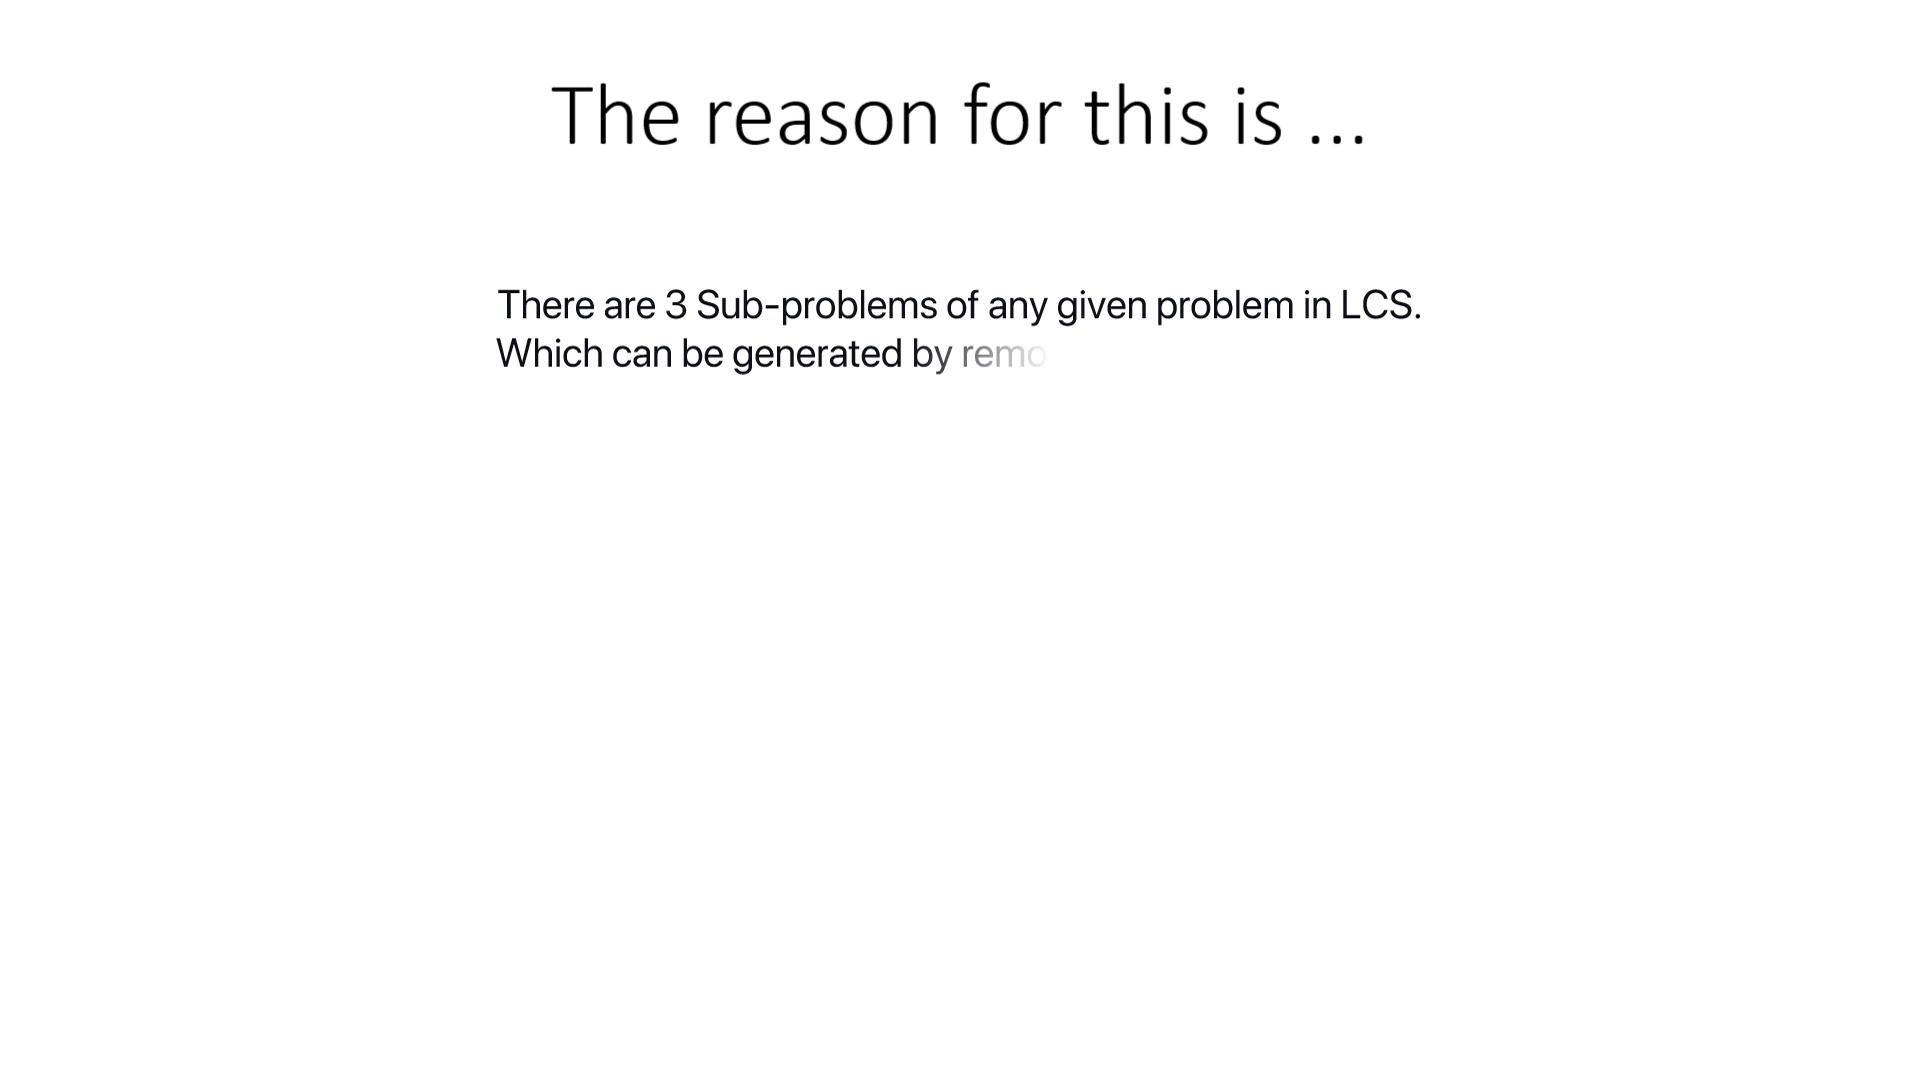 The reason for this is ...
There are 3 Sub-problems of any given problem in LCS.
Which can be generated by remo